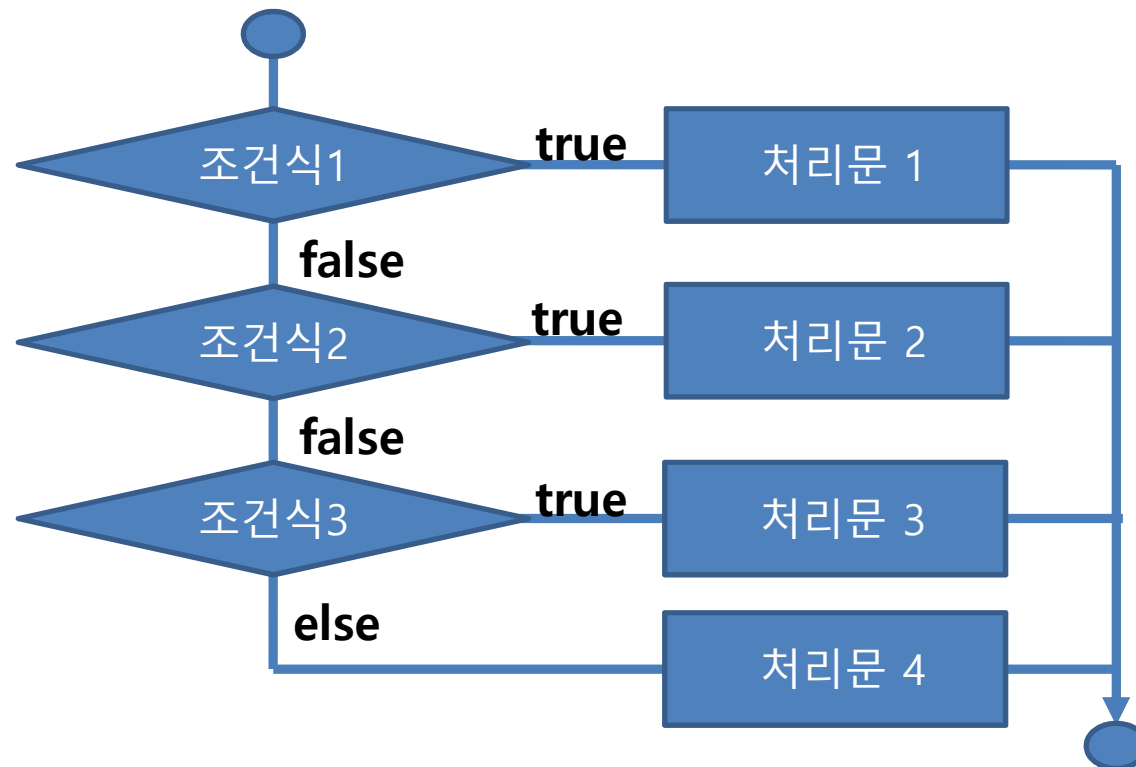 조건식1
true
처리문 1
false
조건식2
true
처리문 2
false
조건식3
true
처리문 3
else
처리문 4